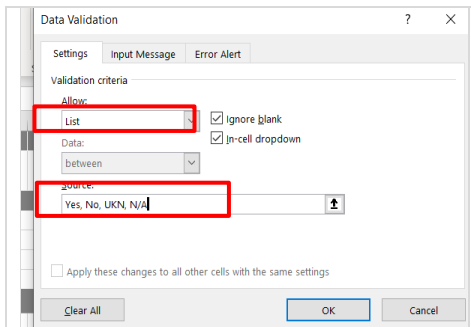 Data Validation ? X
Settings Input Message Error Alert
Validation criteria
Allow:
List Ignore blank
Data: In-cell dropdown
between
Source:
Yes, No, UKN, N/A
Apply these changes to all other cells with the same settings
Clear All OK Cancel